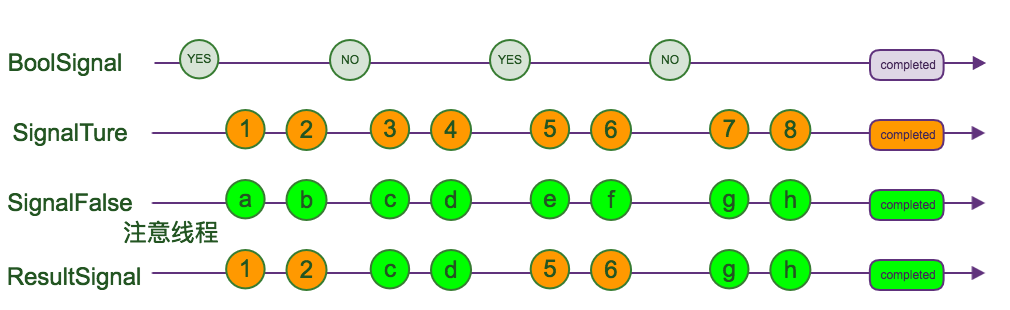 BoolSignal YES NO YES NO completed
SignalTure 1 2 3 4 5 6 7 8 completed
SignalFalse a b c d e f g h completed
注意线程
ResultSignal 1 2 c d 5 6 g h completed